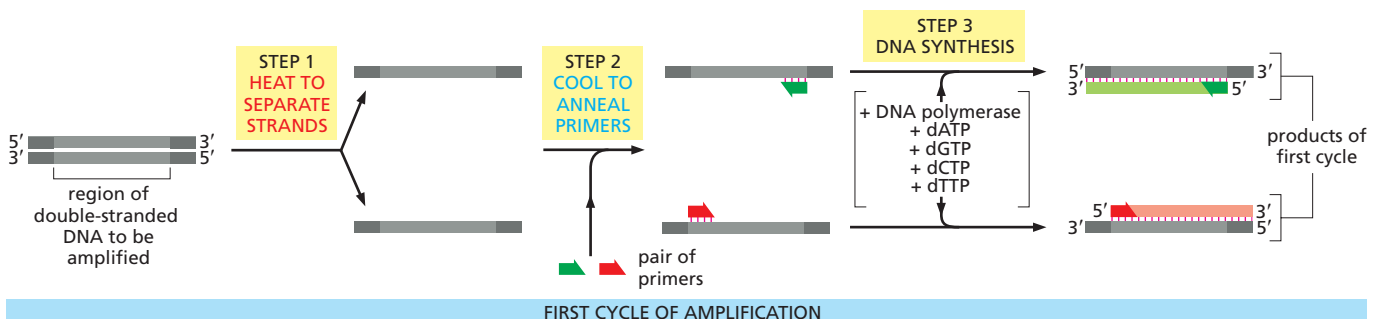 5′ 3′
3′ 5′
region of
double-stranded
DNA to be
amplified
STEP 1
HEAT TO
SEPARATE
STRANDS
STEP 2
COOL TO
ANNEAL
PRIMERS
pair of
primers
STEP 3
DNA SYNTHESIS
+ DNA polymerase
+ dATP
+ dGTP
+ dCTP
+ dTTP
5′ 3′
3′ 5′
5′ 3′
3′ 5′
products of
first cycle
FIRST CYCLE OF AMPLIFICATION